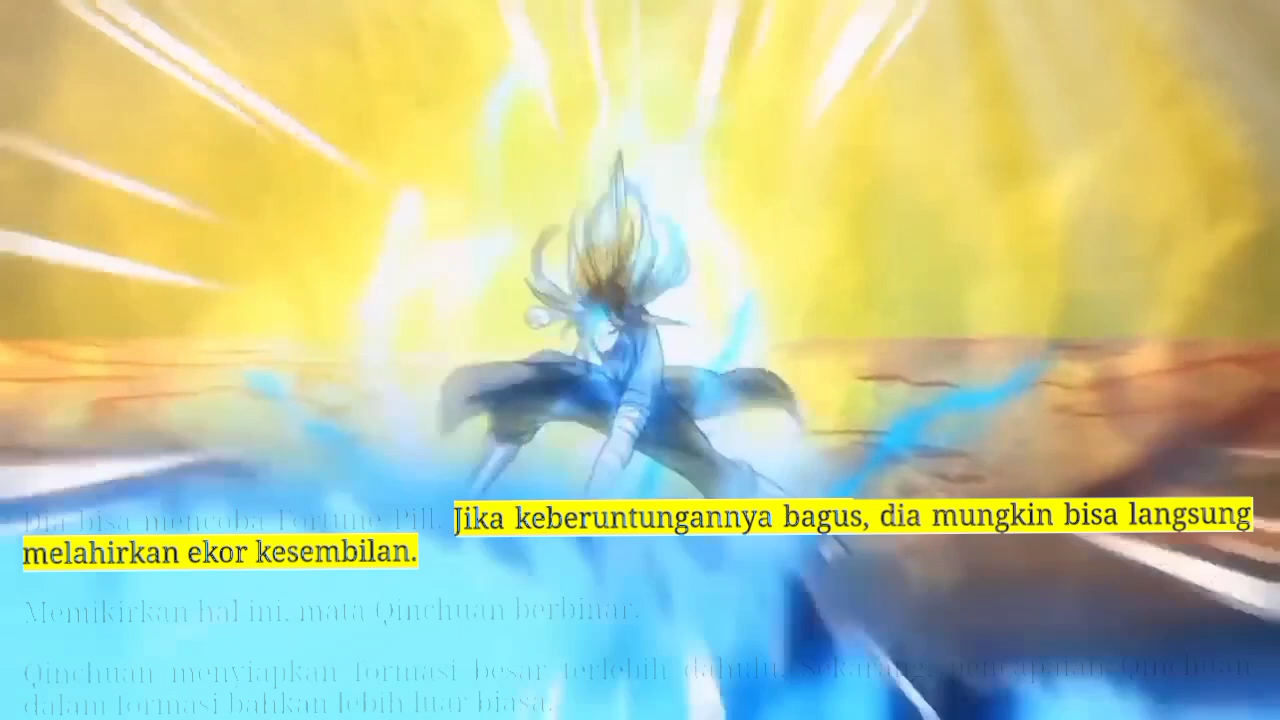 Dia bisa mencoba Fortune Pill. Jika keberuntungannya bagus, dia mungkin bisa langsung
melahirkan ekor kesembilan.
Memikirkan hal ini, mata Qinchuan berbinar.
Qinchuan menyiapkan formasi besar terlebih dahulu. Sekarang, pencapaian Qinchuan
dalam formasi bahkan lebih luar biasa.